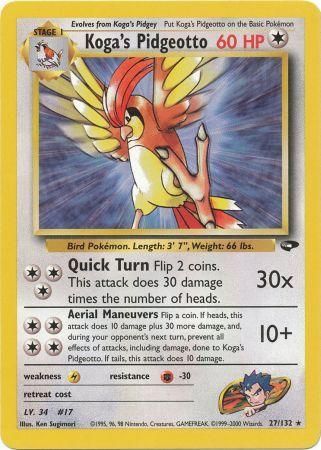 Evolves from Koga's Pidgey Put Koga's Pidgeotto on the Basic Pokémon
STAGE 1
Koga's Pidgeotto 60 HP
Bird Pokémon. Length: 3' 7", Weight: 66 lbs.
Quick Turn Flip 2 coins.
This attack does 30 damage
times the number of heads.
30x
Aerial Maneuvers Flip a coin. If heads, this
attack does 10 damage plus 30 more damage, and,
during your opponent's next turn, prevent all
effects of attacks, including damage, done to Koga's
Pidgeotto. If tails, this attack does 10 damage.
10+
weakness resistance -30
retreat cost
LV. 34 #17
Illus. Ken Sugimori
©1995, 96, 98 Nintendo, Creatures, GAMEFREAK. ©1999-2000 Wizards.
27/132 ★